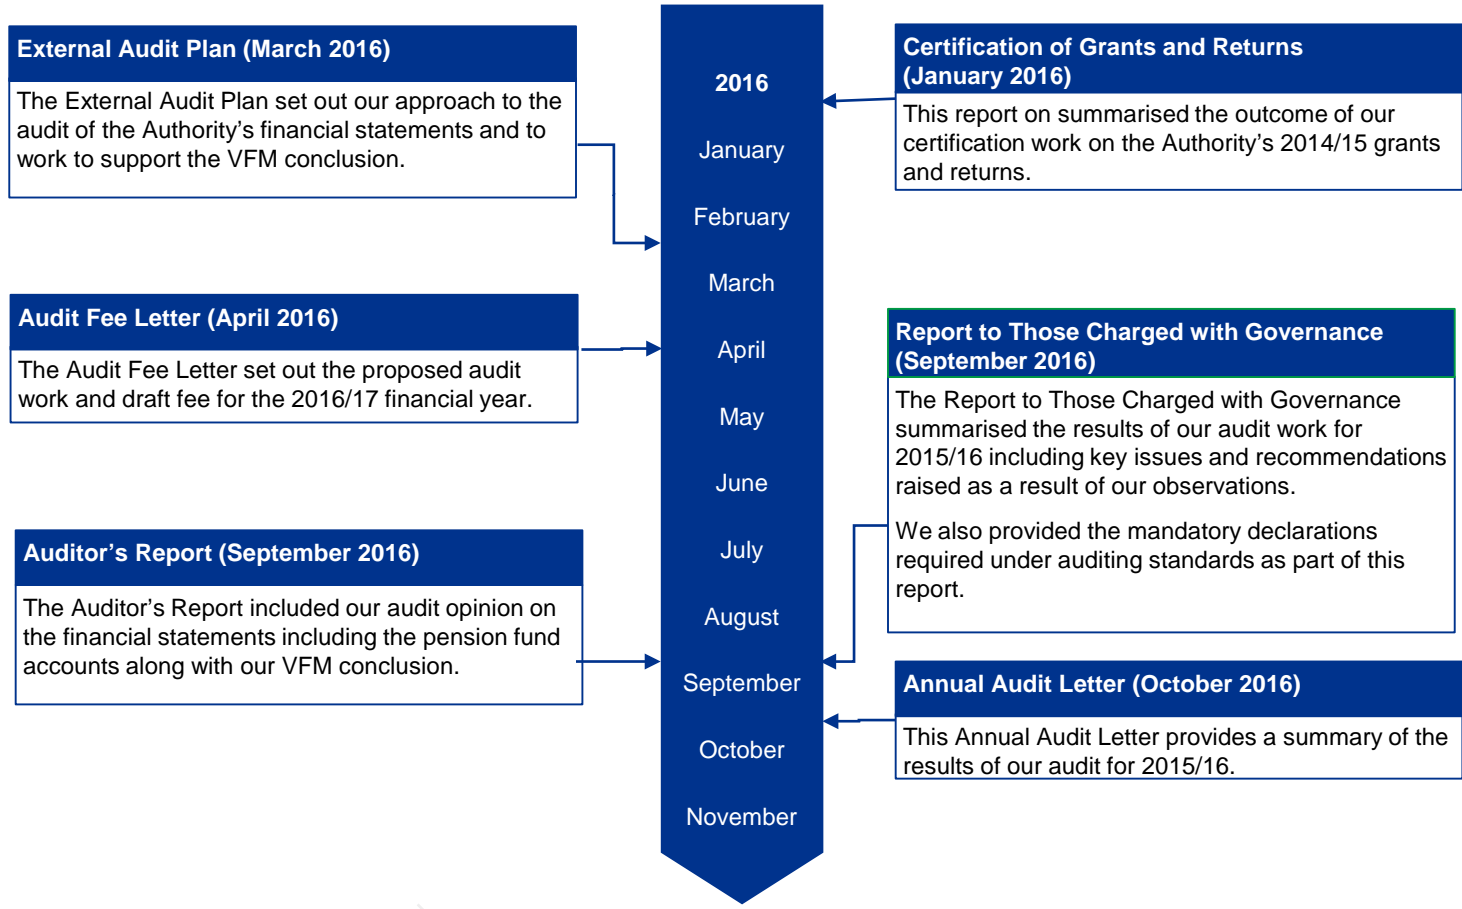 External Audit Plan (March 2016)
The External Audit Plan set out our approach to the
audit of the Authority’s financial statements and to
work to support the VFM conclusion.
Audit Fee Letter (April 2016)
The Audit Fee Letter set out the proposed audit
work and draft fee for the 2016/17 financial year.
Auditor’s Report (September 2016)
The Auditor’s Report included our audit opinion on
the financial statements including the pension fund
accounts along with our VFM conclusion.
2016
January
February
March
April
May
June
July
August
September
October
November
Certification of Grants and Returns
(January 2016)
This report on summarised the outcome of our
certification work on the Authority’s 2014/15 grants
and returns.
Report to Those Charged with Governance
(September 2016)
The Report to Those Charged with Governance
summarised the results of our audit work for
2015/16 including key issues and recommendations
raised as a result of our observations.
We also provided the mandatory declarations
required under auditing standards as part of this
report.
Annual Audit Letter (October 2016)
This Annual Audit Letter provides a summary of the
results of our audit for 2015/16.